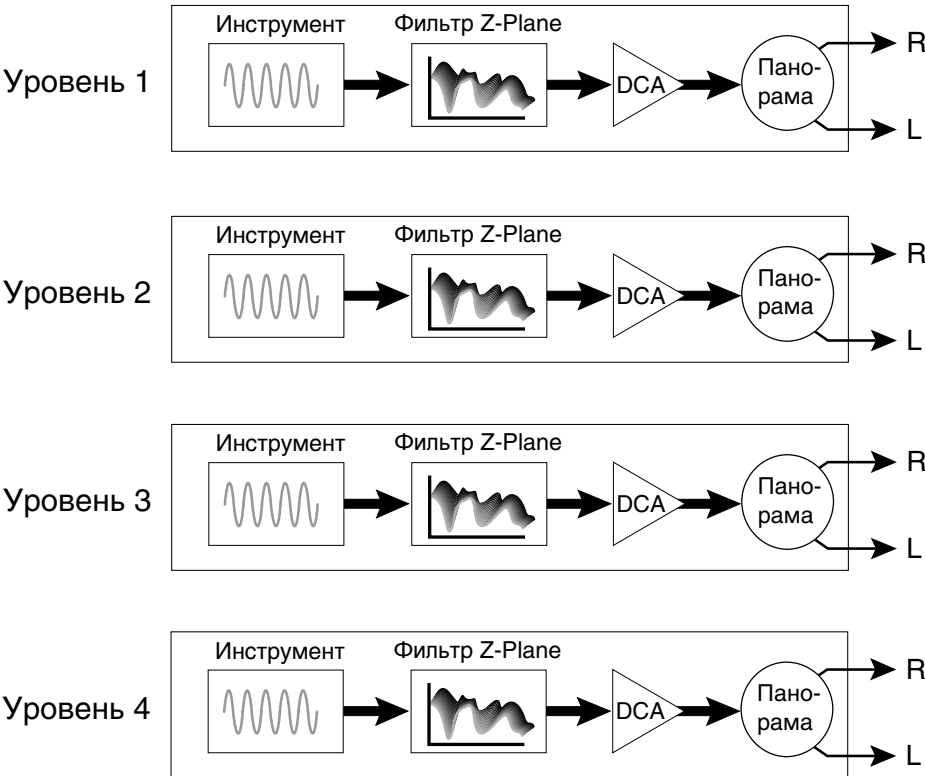 Инструмент Фильтр Z-Plane
Уровень 1
DCA
Пано-
рама
R
L
Инструмент Фильтр Z-Plane
Уровень 2
DCA
Пано-
рама
R
L
Инструмент Фильтр Z-Plane
Уровень 3
DCA
Пано-
рама
R
L
Инструмент Фильтр Z-Plane
Уровень 4
DCA
Пано-
рама
R
L